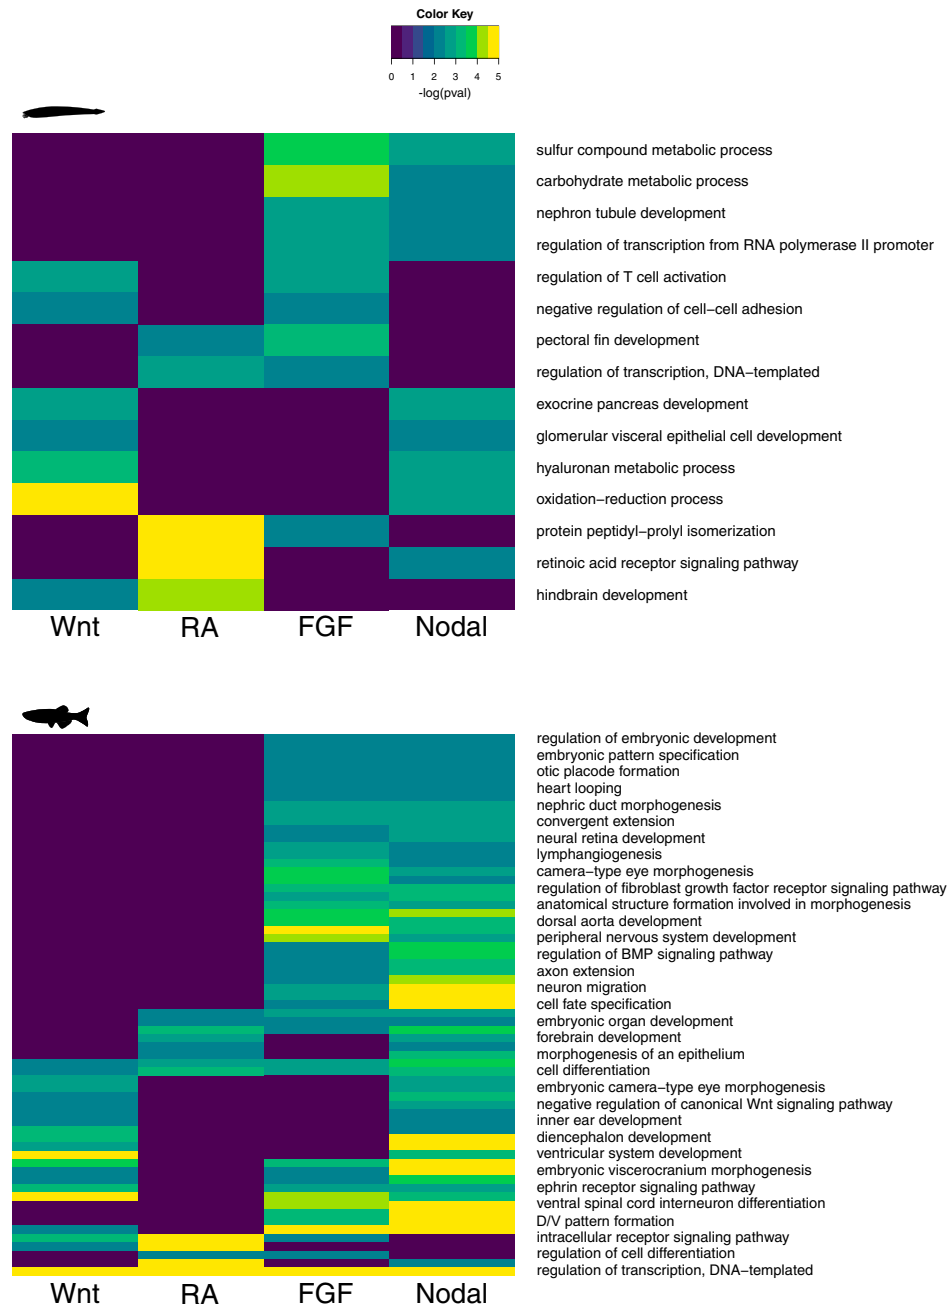 Color Key
0 1 2 3 4 5
-log(pval)
sulfur compound metabolic process
carbohydrate metabolic process
nephron tubule development
regulation of transcription from RNA polymerase II promoter
regulation of T cell activation
negative regulation of cell−cell adhesion
pectoral fin development
regulation of transcription, DNA−templated
exocrine pancreas development
glomerular visceral epithelial cell development
hyaluronan metabolic process
oxidation−reduction process
protein peptidyl−prolyl isomerization
retinoic acid receptor signaling pathway
hindbrain development
Wnt RA FGF Nodal
regulation of embryonic development
embryonic pattern specification
otic placode formation
heart looping
nephric duct morphogenesis
convergent extension
neural retina development
lymphangiogenesis
camera−type eye morphogenesis
regulation of fibroblast growth factor receptor signaling pathway
anatomical structure formation involved in morphogenesis
dorsal aorta development
peripheral nervous system development
regulation of BMP signaling pathway
axon extension
neuron migration
cell fate specification
embryonic organ development
forebrain development
morphogenesis of an epithelium
cell differentiation
embryonic camera−type eye morphogenesis
negative regulation of canonical Wnt signaling pathway
inner ear development
diencephalon development
ventricular system development
embryonic viscerocranium morphogenesis
ephrin receptor signaling pathway
ventral spinal cord interneuron differentiation
D/V pattern formation
intracellular receptor signaling pathway
regulation of cell differentiation
regulation of transcription, DNA−templated
Wnt RA FGF Nodal